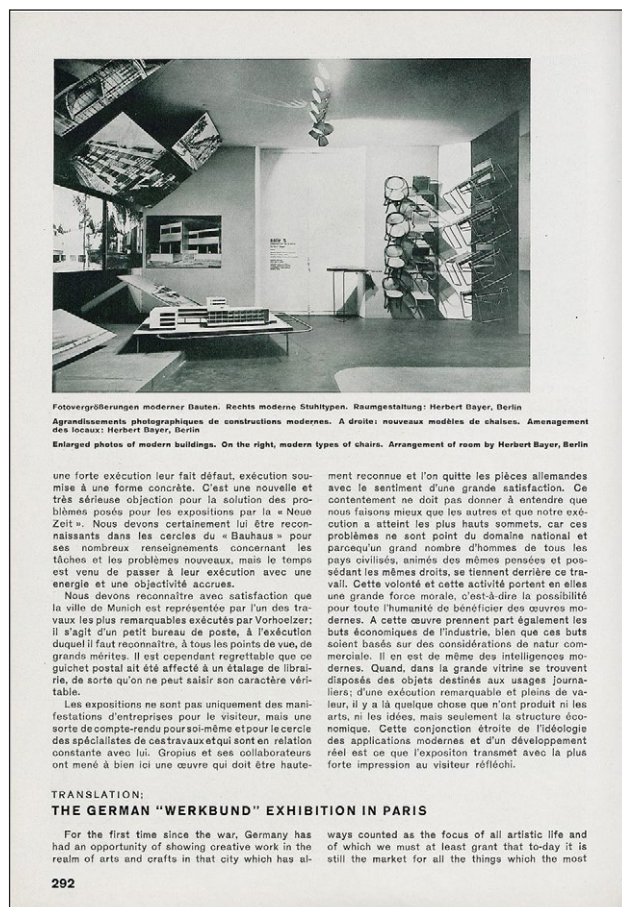 Fotovergrößerungen moderner Bauten. Rechts moderne Stuhltypen. Raumgestaltung: Herbert Bayer, Berlin
Agrandissements photographiques de constructions modernes. A droite: nouveaux modèles de chaises. Amenagement
des locaux: Herbert Bayer, Berlin
Enlarged photos of modern buildings. On the right, modern types of chairs. Arrangement of room by Herbert Bayer, Berlin
une forte exécution leur fait défaut, exécution sou-
mise à une forme concrète. C'est une nouvelle et
très sérieuse objection pour la solution des pro-
blèmes posés pour les expositions par la « Neue
Zeit ». Nous devons certainement lui être recon-
naissants dans les cercles du « Bauhaus » pour
ses nombreux renseignements concernant les
tâches et les problèmes nouveaux, mais le temps
est venu de passer à leur exécution avec une
energie et une objectivité accrues.
Nous devons reconnaître avec satisfaction que
la ville de Munich est représentée par l'un des tra-
vaux les plus remarquables exécutés par Vorhoelzer;
il s'agit d'un petit bureau de poste, à l'exécution
duquel il faut reconnaître, à tous les points de vue, de
grands mérites. Il est cependant regrettable que ce
guichet postal ait été affecté à un étalage de librai-
rie, de sorte qu'on ne peut saisir son caractère véri-
table.
Les expositions ne sont pas uniquement des mani-
festations d'entreprises pour le visiteur, mais une
sorte de compte-rendu pour soi-même et pour le cercle
des spécialistes de ces travaux et qui sont en relation
constante avec lui. Gropius et ses collaborateurs
ont mené à bien ici une œuvre qui doit être haute-
ment reconnue et l'on quitte les pièces allemandes
avec le sentiment d'une grande satisfaction. Ce
contentement ne doit pas donner à entendre que
nous faisons mieux que les autres et que notre exé-
cution a atteint les plus hauts sommets, car ces
problèmes ne sont point du domaine national et
parcequ'un grand nombre d'hommes de tous les
pays civilisés, animés des mêmes pensées et pos-
sédant les mêmes droits, se tiennent derrière ce tra-
vail. Cette volonté et cette activité portent en elles
une grande force morale, c'est-à-dire la possibilité
pour toute l'humanité de bénéficier des œuvres mo-
dernes. A cette œuvre prennent part également les
buts économiques de l'industrie, bien que ces buts
soient basés sur des considérations de natur com-
merciale. Il en est de même des intelligences mo-
dernes. Quand, dans la grande vitrine se trouvent
disposés des objets destinés aux usages journa-
liers; d'une exécution remarquable et pleins de va-
leur, il y a là quelque chose que n'ont produit ni les
arts, ni les idées, mais seulement la structure éco-
nomique. Cette conjonction étroite de l'idéologie
des applications modernes et d'un développement
réel est ce que l'expositon transmet avec la plus
forte impression au visiteur réfléchi.
TRANSLATION:
THE GERMAN "WERKBUND" EXHIBITION IN PARIS
For the first time since the war, Germany has
had an opportunity of showing creative work in the
realm of arts and crafts in that city which has al-
ways counted as the focus of all artistic life and
of which we must at least grant that to-day it is
still the market for all the things which the most
292